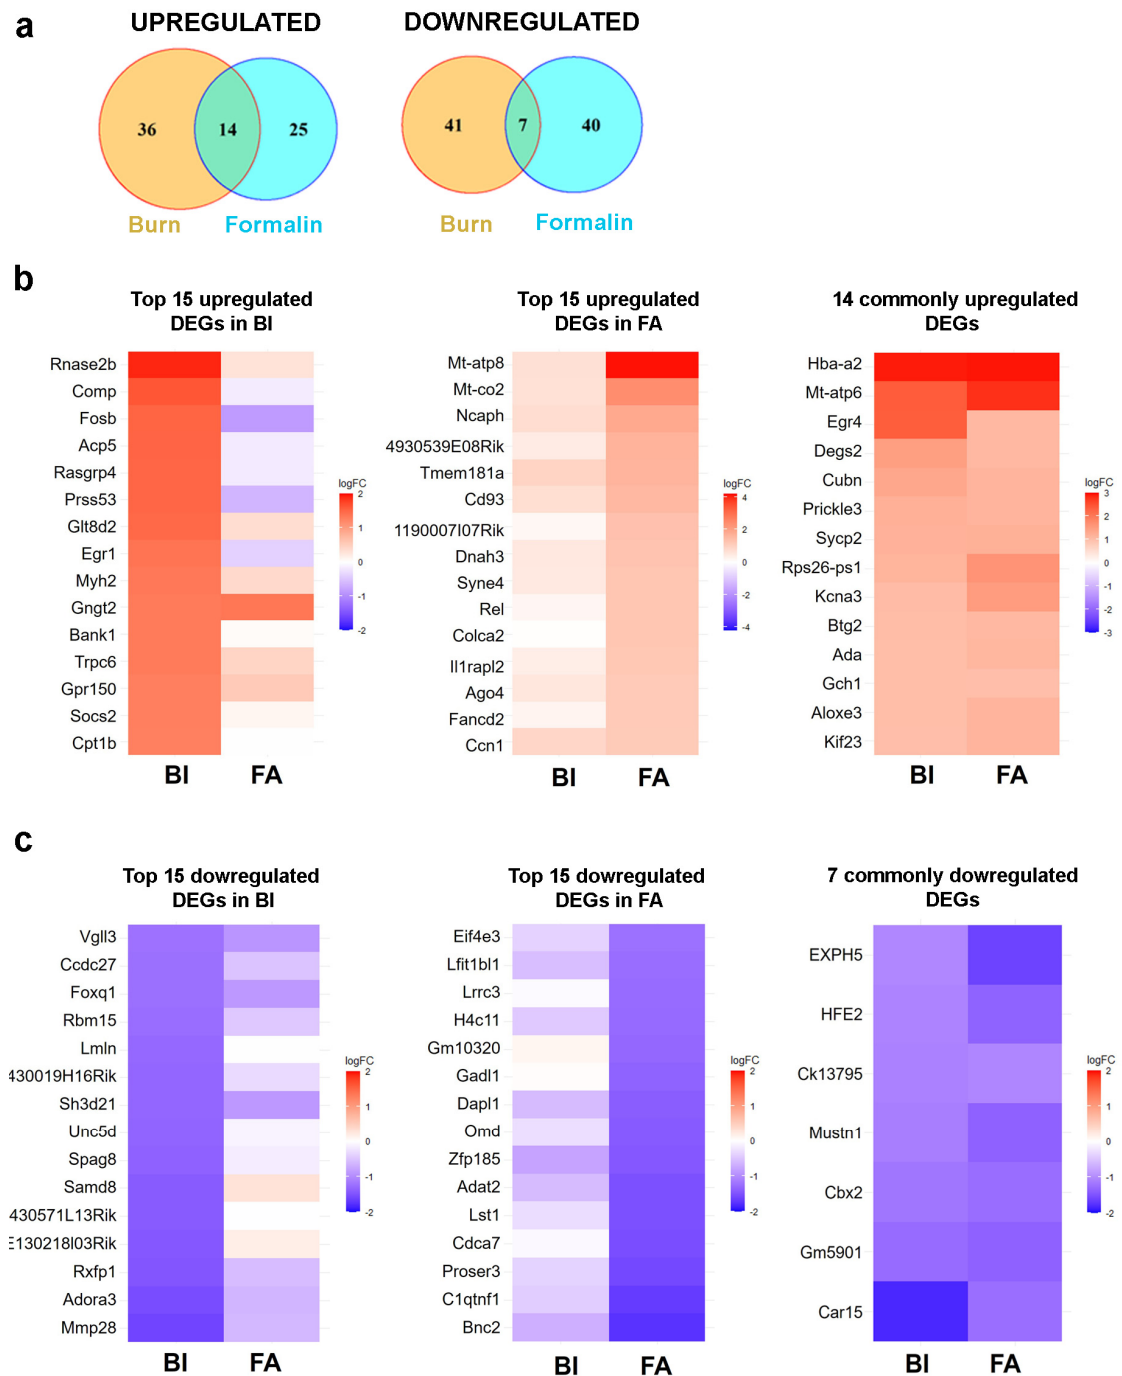 a
UPREGULATED
DOWNREGULATED
36
14
25
41
7
40
Burn
Formalin
Burn
Formalin
b
Top 15 upregulated
DEGs in BI
Rnase2b
Comp
Fosb
Acp5
Rasgrp4
Prss53
Glt8d2
Egr1
Myh2
Gngt2
Bank1
Trpc6
Gpr150
Socs2
Cpt1b
BI
FA
logFC
2
1
0
-1
-2
Top 15 upregulated
DEGs in FA
Mt-atp8
Mt-co2
Ncaph
4930539E08Rik
Tmem181a
Cd93
1190007I07Rik
Dnah3
Syne4
Rel
Colca2
Il1rapl2
Ago4
Fancd2
Ccn1
BI
FA
logFC
4
2
0
-2
-4
14 commonly upregulated
DEGs
Hba-a2
Mt-atp6
Egr4
Degs2
Cubn
Prickle3
Sycp2
Rps26-ps1
Kcna3
Btg2
Ada
Gch1
Aloxe3
Kif23
BI
FA
logFC
3
2
1
0
-1
-2
-3
c
Top 15 dowregulated
DEGs in BI
Vgll3
Ccdc27
Foxq1
Rbm15
Lmln
430019H16Rik
Sh3d21
Unc5d
Spag8
Samd8
430571L13Rik
E130218I03Rik
Rxfp1
Adora3
Mmp28
BI
FA
logFC
2
1
0
-1
-2
Top 15 dowregulated
DEGs in FA
Eif4e3
Lfit1bl1
Lrrc3
H4c11
Gm10320
Gadl1
Dapl1
Omd
Zfp185
Adat2
Lst1
Cdca7
Proser3
C1qtnf1
Bnc2
BI
FA
logFC
2
1
0
-1
-2
7 commonly dowregulated
DEGs
EXPH5
HFE2
Ck13795
Mustn1
Cbx2
Gm5901
Car15
BI
FA
logFC
2
1
0
-1
-2